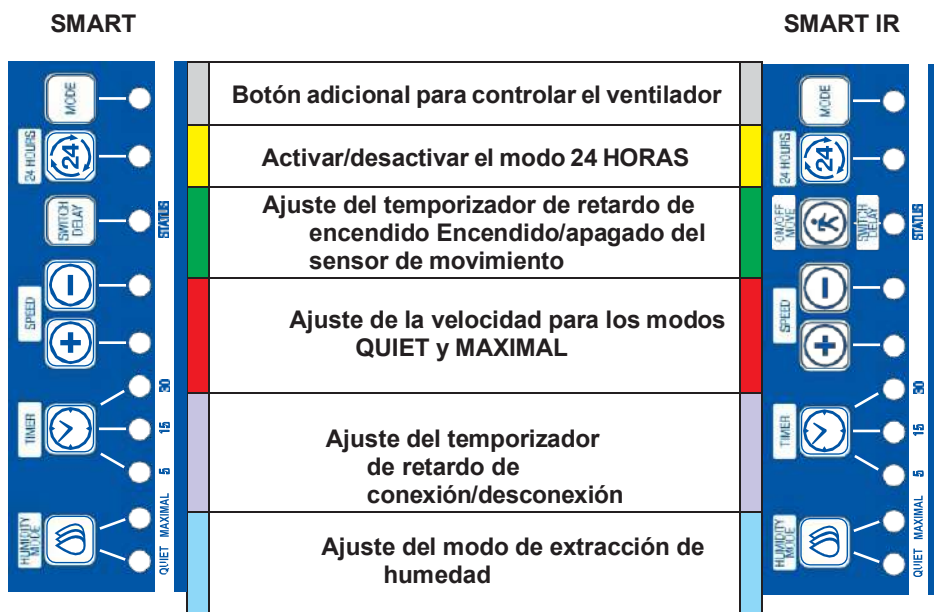 SMART
SMART IR
MODE
24 HOURS
24
SWITCH
DELAY
STATUS
SPEED
TIMER
30
15
5
HUMIDITY
MODE
MAXIMAL
QUIET
Botón adicional para controlar el ventilador
Activar/desactivar el modo 24 HORAS
Ajuste del temporizador de retardo de
encendido Encendido/apagado del
sensor de movimiento
Ajuste de la velocidad para los modos
QUIET y MAXIMAL
Ajuste del temporizador
de retardo de
conexión/desconexión
Ajuste del modo de extracción de
humedad
MODE
24 HOURS
24
ON/OFF
MOVE
SWITCH
DELAY
STATUS
SPEED
TIMER
30
15
5
HUMIDITY
MODE
MAXIMAL
QUIET